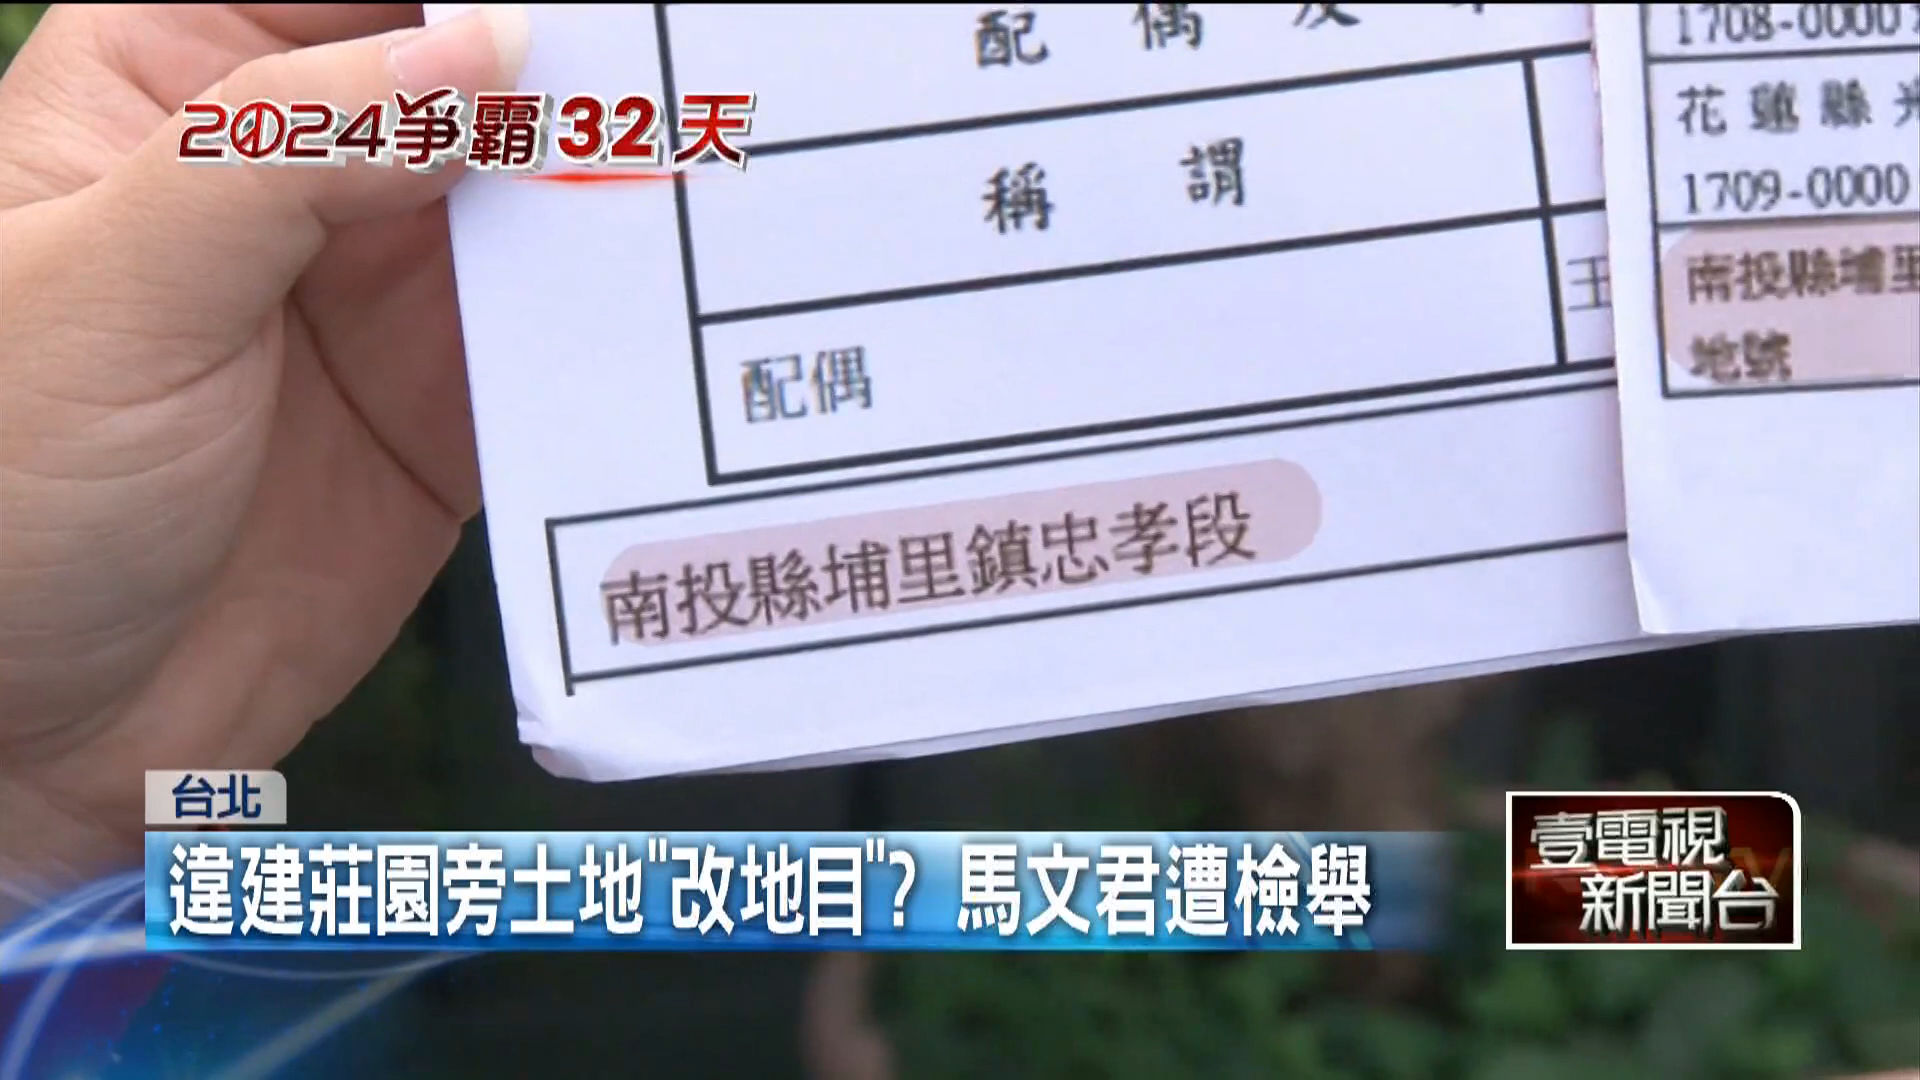 配偶及
1708-0000
2024爭霸32天
花蓮縣光
稱謂
1709-0000
南投縣埔里
地號
配偶
王
南投縣埔里鎮忠孝段
台北
違建莊園旁土地"改地目"? 馬文君遭檢舉
壹電視
新聞台